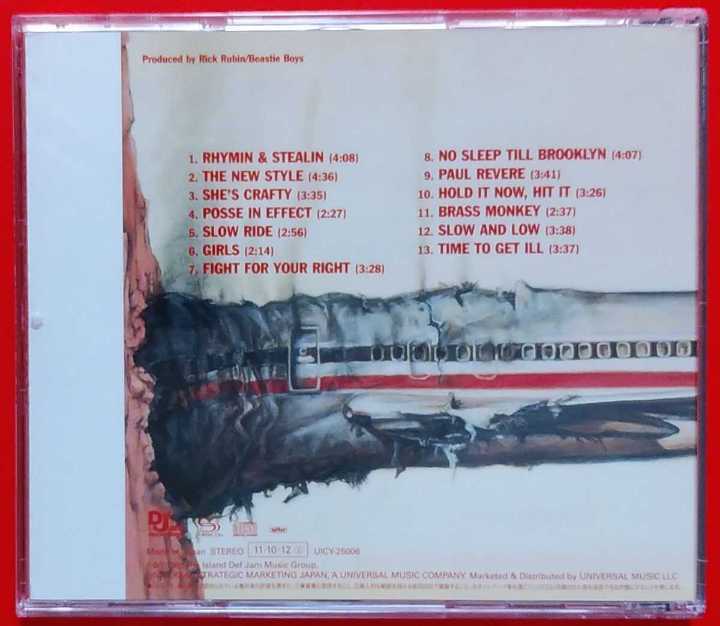 Produced by Rick Rubin/Beastie Boys
1. RHYMIN & STEALIN (4:08)
2. THE NEW STYLE (4:36)
3. SHE'S CRAFTY (3:35)
4. POSSE IN EFFECT (2:27)
5. SLOW RIDE (2:56)
6. GIRLS (2:14)
7. FIGHT FOR YOUR RIGHT (3:28)
8. NO SLEEP TILL BROOKLYN (4:07)
9. PAUL REVERE (3:41)
10. HOLD IT NOW, HIT IT (3:26)
11. BRASS MONKEY (2:37)
12. SLOW AND LOW (3:38)
13. TIME TO GET ILL (3:37)
Made in Japan STEREO 11·10·12 UICY-25006
Island Def Jam Music Group.
STRATEGIC MARKETING JAPAN, A UNIVERSAL MUSIC COMPANY. Marketed & Distributed by UNIVERSAL MUSIC LLC